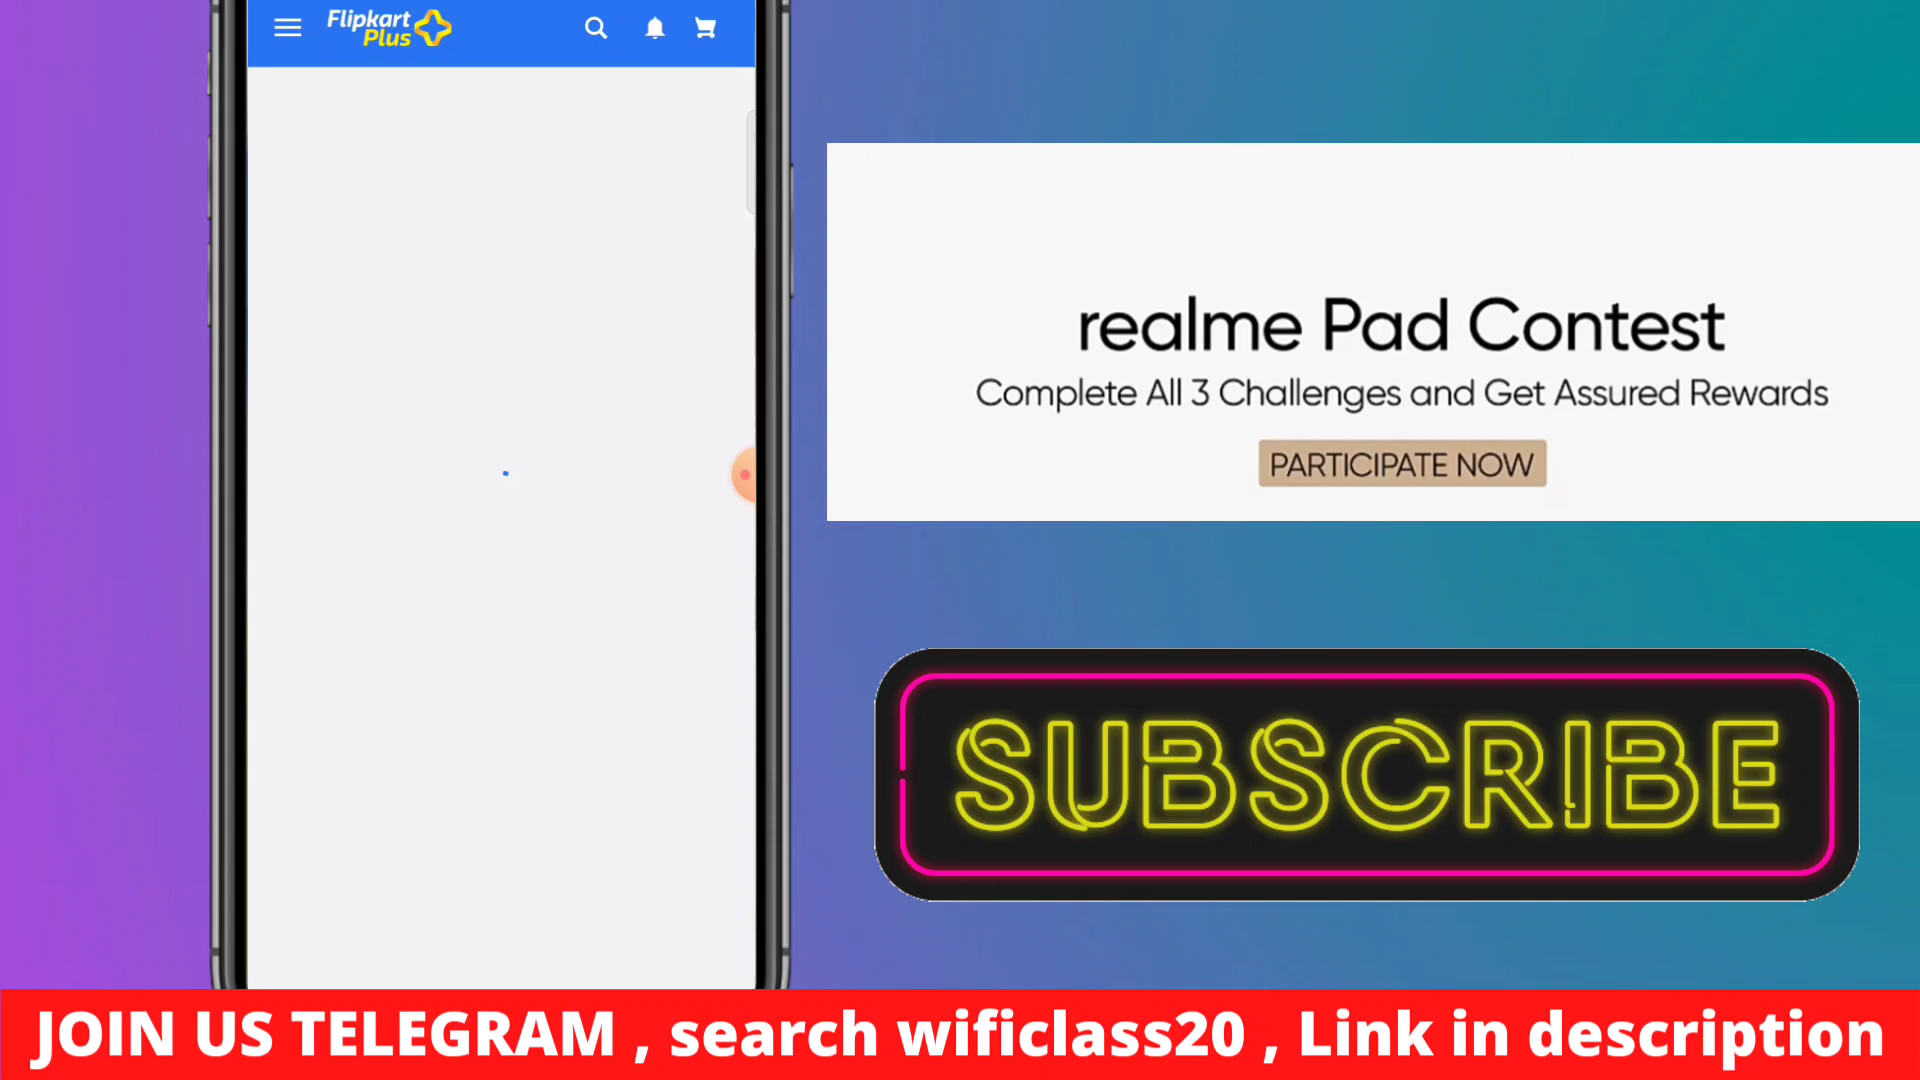 Flipkart
Plus
realme Pad Contest
Complete All 3 Challenges and Get Assured Rewards
PARTICIPATE NOW
SUBSCRIBE
JOIN US TELEGRAM , search wificlass20 , Link in description